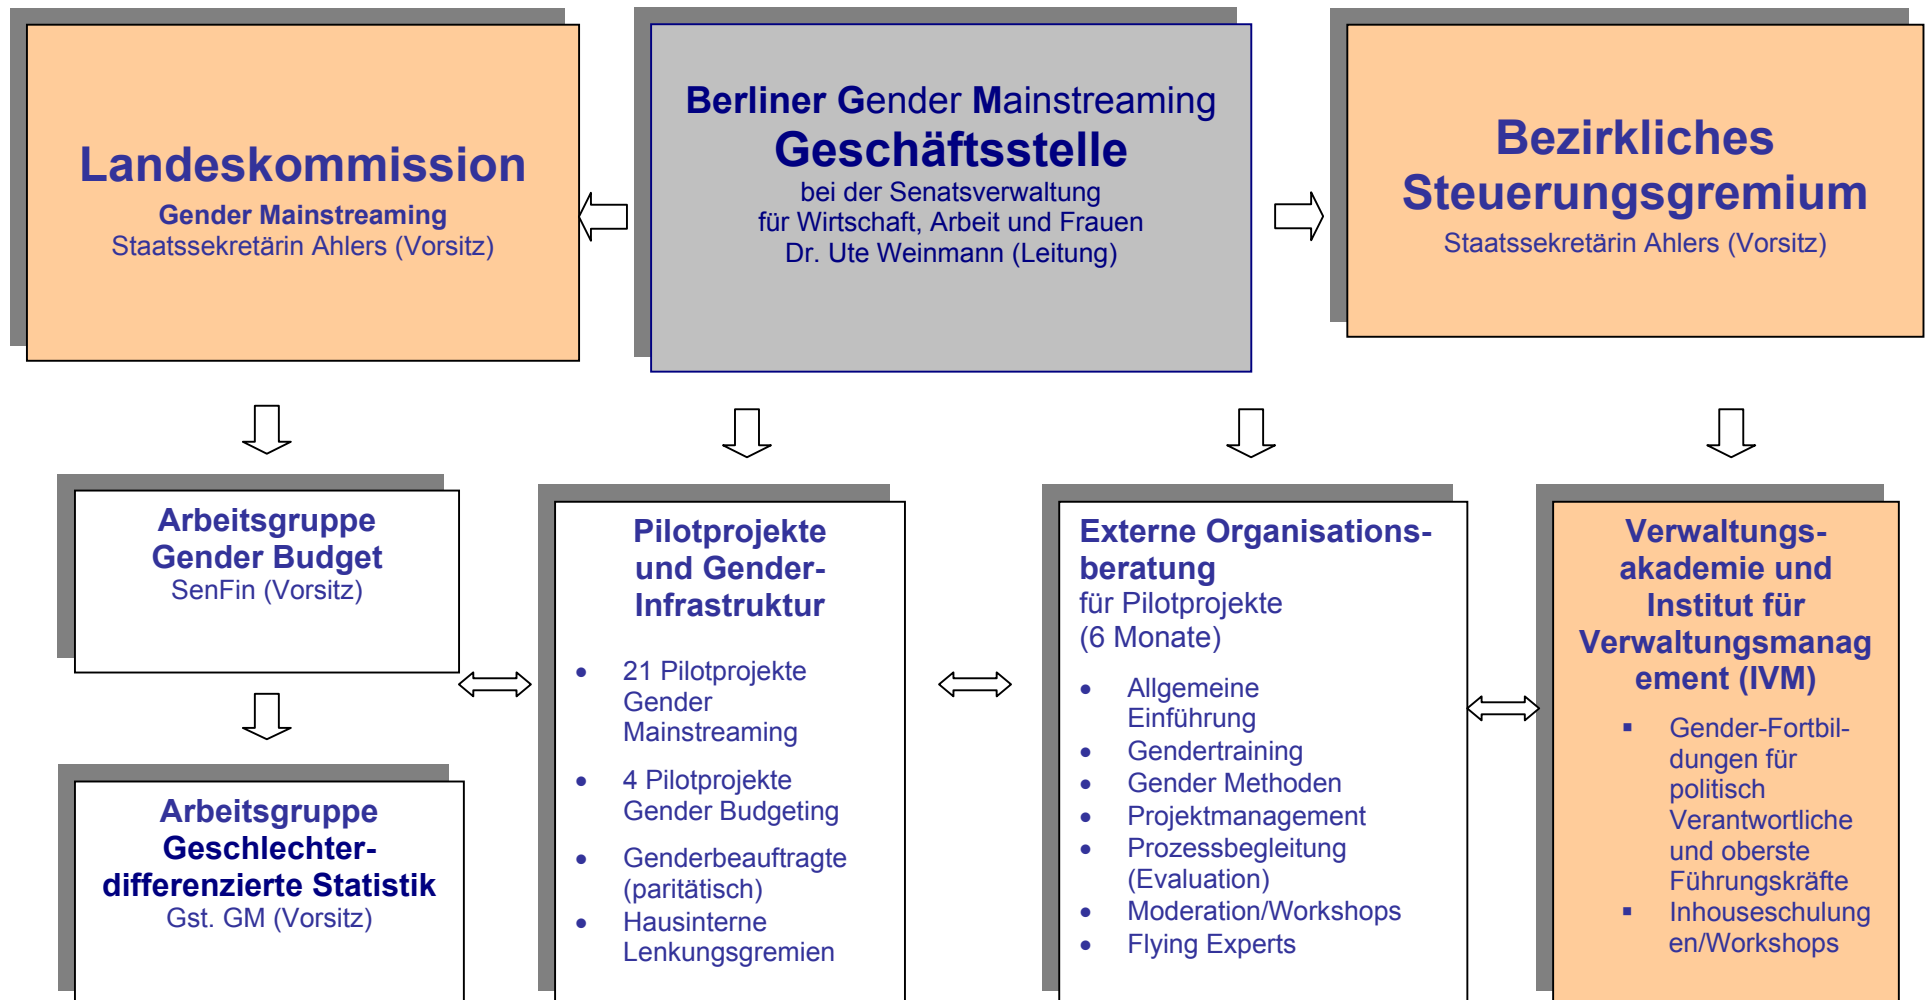 Landeskommission
Gender Mainstreaming
Staatssekretärin Ahlers (Vorsitz)
Berliner Gender Mainstreaming
Geschäftsstelle
bei der Senatsverwaltung
für Wirtschaft, Arbeit und Frauen
Dr. Ute Weinmann (Leitung)
Bezirkliches
Steuerungsgremium
Staatssekretärin Ahlers (Vorsitz)
Arbeitsgruppe
Gender Budget
SenFin (Vorsitz)
Arbeitsgruppe
Geschlechter-
differenzierte Statistik
Gst. GM (Vorsitz)
Pilotprojekte
und Gender-
Infrastruktur
• 21 Pilotprojekte
Gender
Mainstreaming
• 4 Pilotprojekte
Gender Budgeting
• Genderbeauftragte
(paritätisch)
• Hausinterne
Lenkungsgremien
Externe Organisations-
beratung
für Pilotprojekte
(6 Monate)
• Allgemeine
Einführung
• Gendertraining
• Gender Methoden
• Projektmanagement
• Prozessbegleitung
(Evaluation)
• Moderation/Workshops
• Flying Experts
Verwaltungs-
akademie und
Institut für
Verwaltungsmanag
ement (IVM)
▪ Gender-Fortbil-
dungen für
politisch
Verantwortliche
und oberste
Führungskräfte
▪ Inhouseschulung
en/Workshops